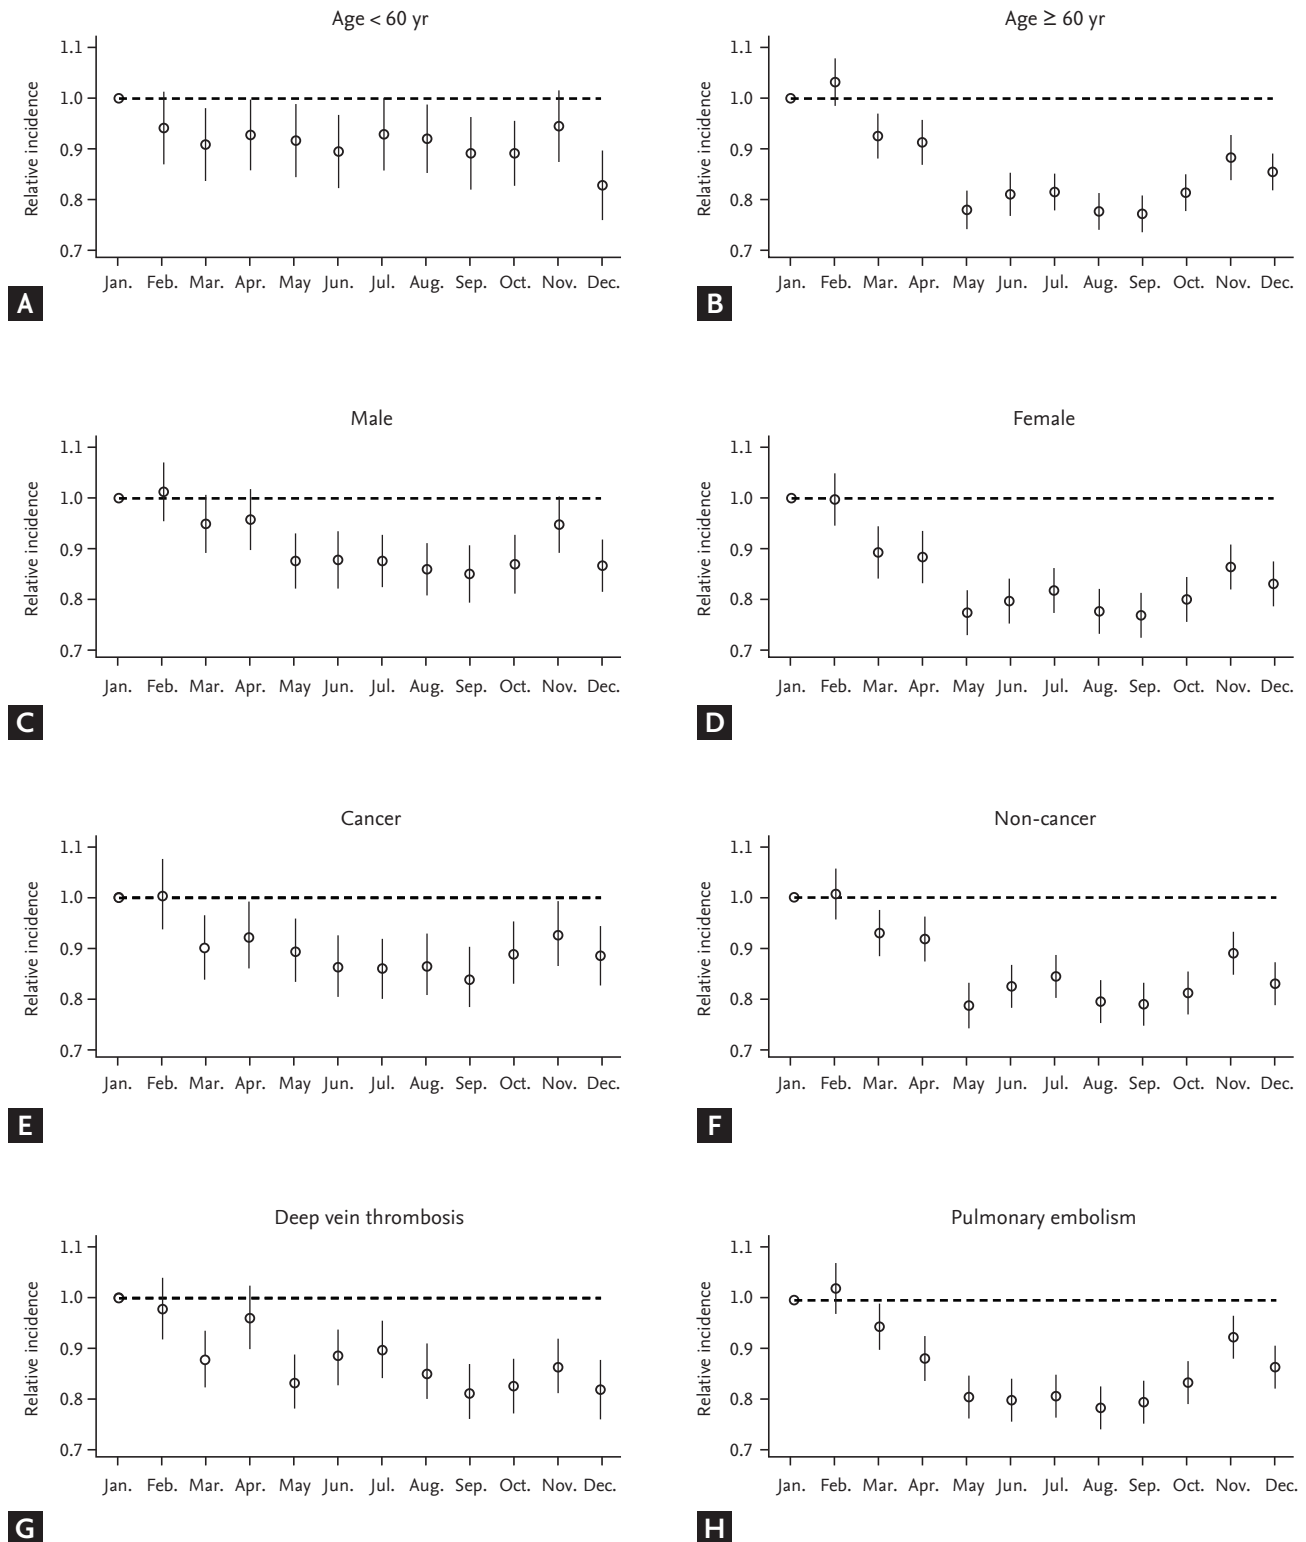 Age < 60 yr
Relative incidence
1.1
1.0
0.9
0.8
0.7
Jan. Feb. Mar. Apr. May Jun. Jul. Aug. Sep. Oct. Nov. Dec.
A
Age ≥ 60 yr
Relative incidence
1.1
1.0
0.9
0.8
0.7
Jan. Feb. Mar. Apr. May Jun. Jul. Aug. Sep. Oct. Nov. Dec.
B
Male
Relative incidence
1.1
1.0
0.9
0.8
0.7
Jan. Feb. Mar. Apr. May Jun. Jul. Aug. Sep. Oct. Nov. Dec.
C
Female
Relative incidence
1.1
1.0
0.9
0.8
0.7
Jan. Feb. Mar. Apr. May Jun. Jul. Aug. Sep. Oct. Nov. Dec.
D
Cancer
Relative incidence
1.1
1.0
0.9
0.8
0.7
Jan. Feb. Mar. Apr. May Jun. Jul. Aug. Sep. Oct. Nov. Dec.
E
Non-cancer
Relative incidence
1.1
1.0
0.9
0.8
0.7
Jan. Feb. Mar. Apr. May Jun. Jul. Aug. Sep. Oct. Nov. Dec.
F
Deep vein thrombosis
Relative incidence
1.1
1.0
0.9
0.8
0.7
Jan. Feb. Mar. Apr. May Jun. Jul. Aug. Sep. Oct. Nov. Dec.
G
Pulmonary embolism
Relative incidence
1.1
1.0
0.9
0.8
0.7
Jan. Feb. Mar. Apr. May Jun. Jul. Aug. Sep. Oct. Nov. Dec.
H